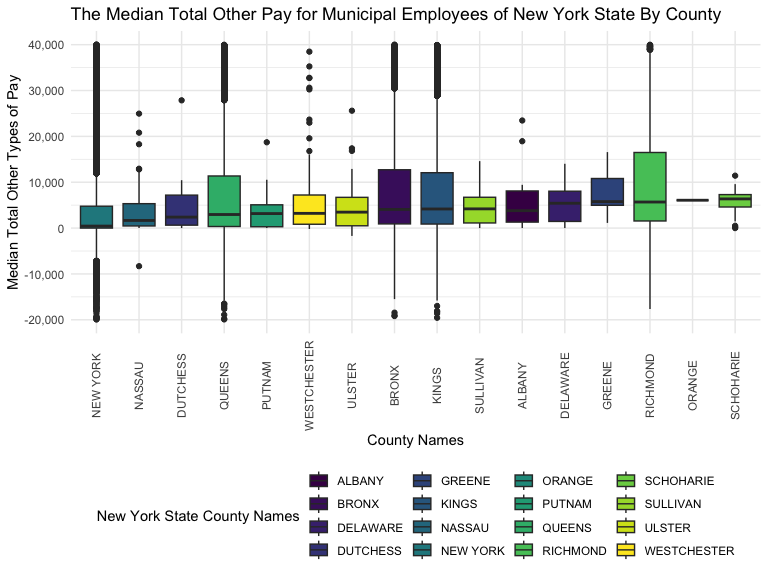 The Median Total Other Pay for Municipal Employees of New York State By County
Median Total Other Types of Pay
40,000
30,000
20,000
10,000
0
-10,000
-20,000
NEW YORK
NASSAU
DUTCHESS
QUEENS
PUTNAM
WESTCHESTER
ULSTER
BRONX
KINGS
SULLIVAN
ALBANY
DELAWARE
GREENE
RICHMOND
ORANGE
SCHOHARIE
County Names
New York State County Names
ALBANY
BRONX
DELAWARE
DUTCHESS
GREENE
KINGS
NASSAU
NEW YORK
ORANGE
PUTNAM
QUEENS
RICHMOND
SCHOHARIE
SULLIVAN
ULSTER
WESTCHESTER